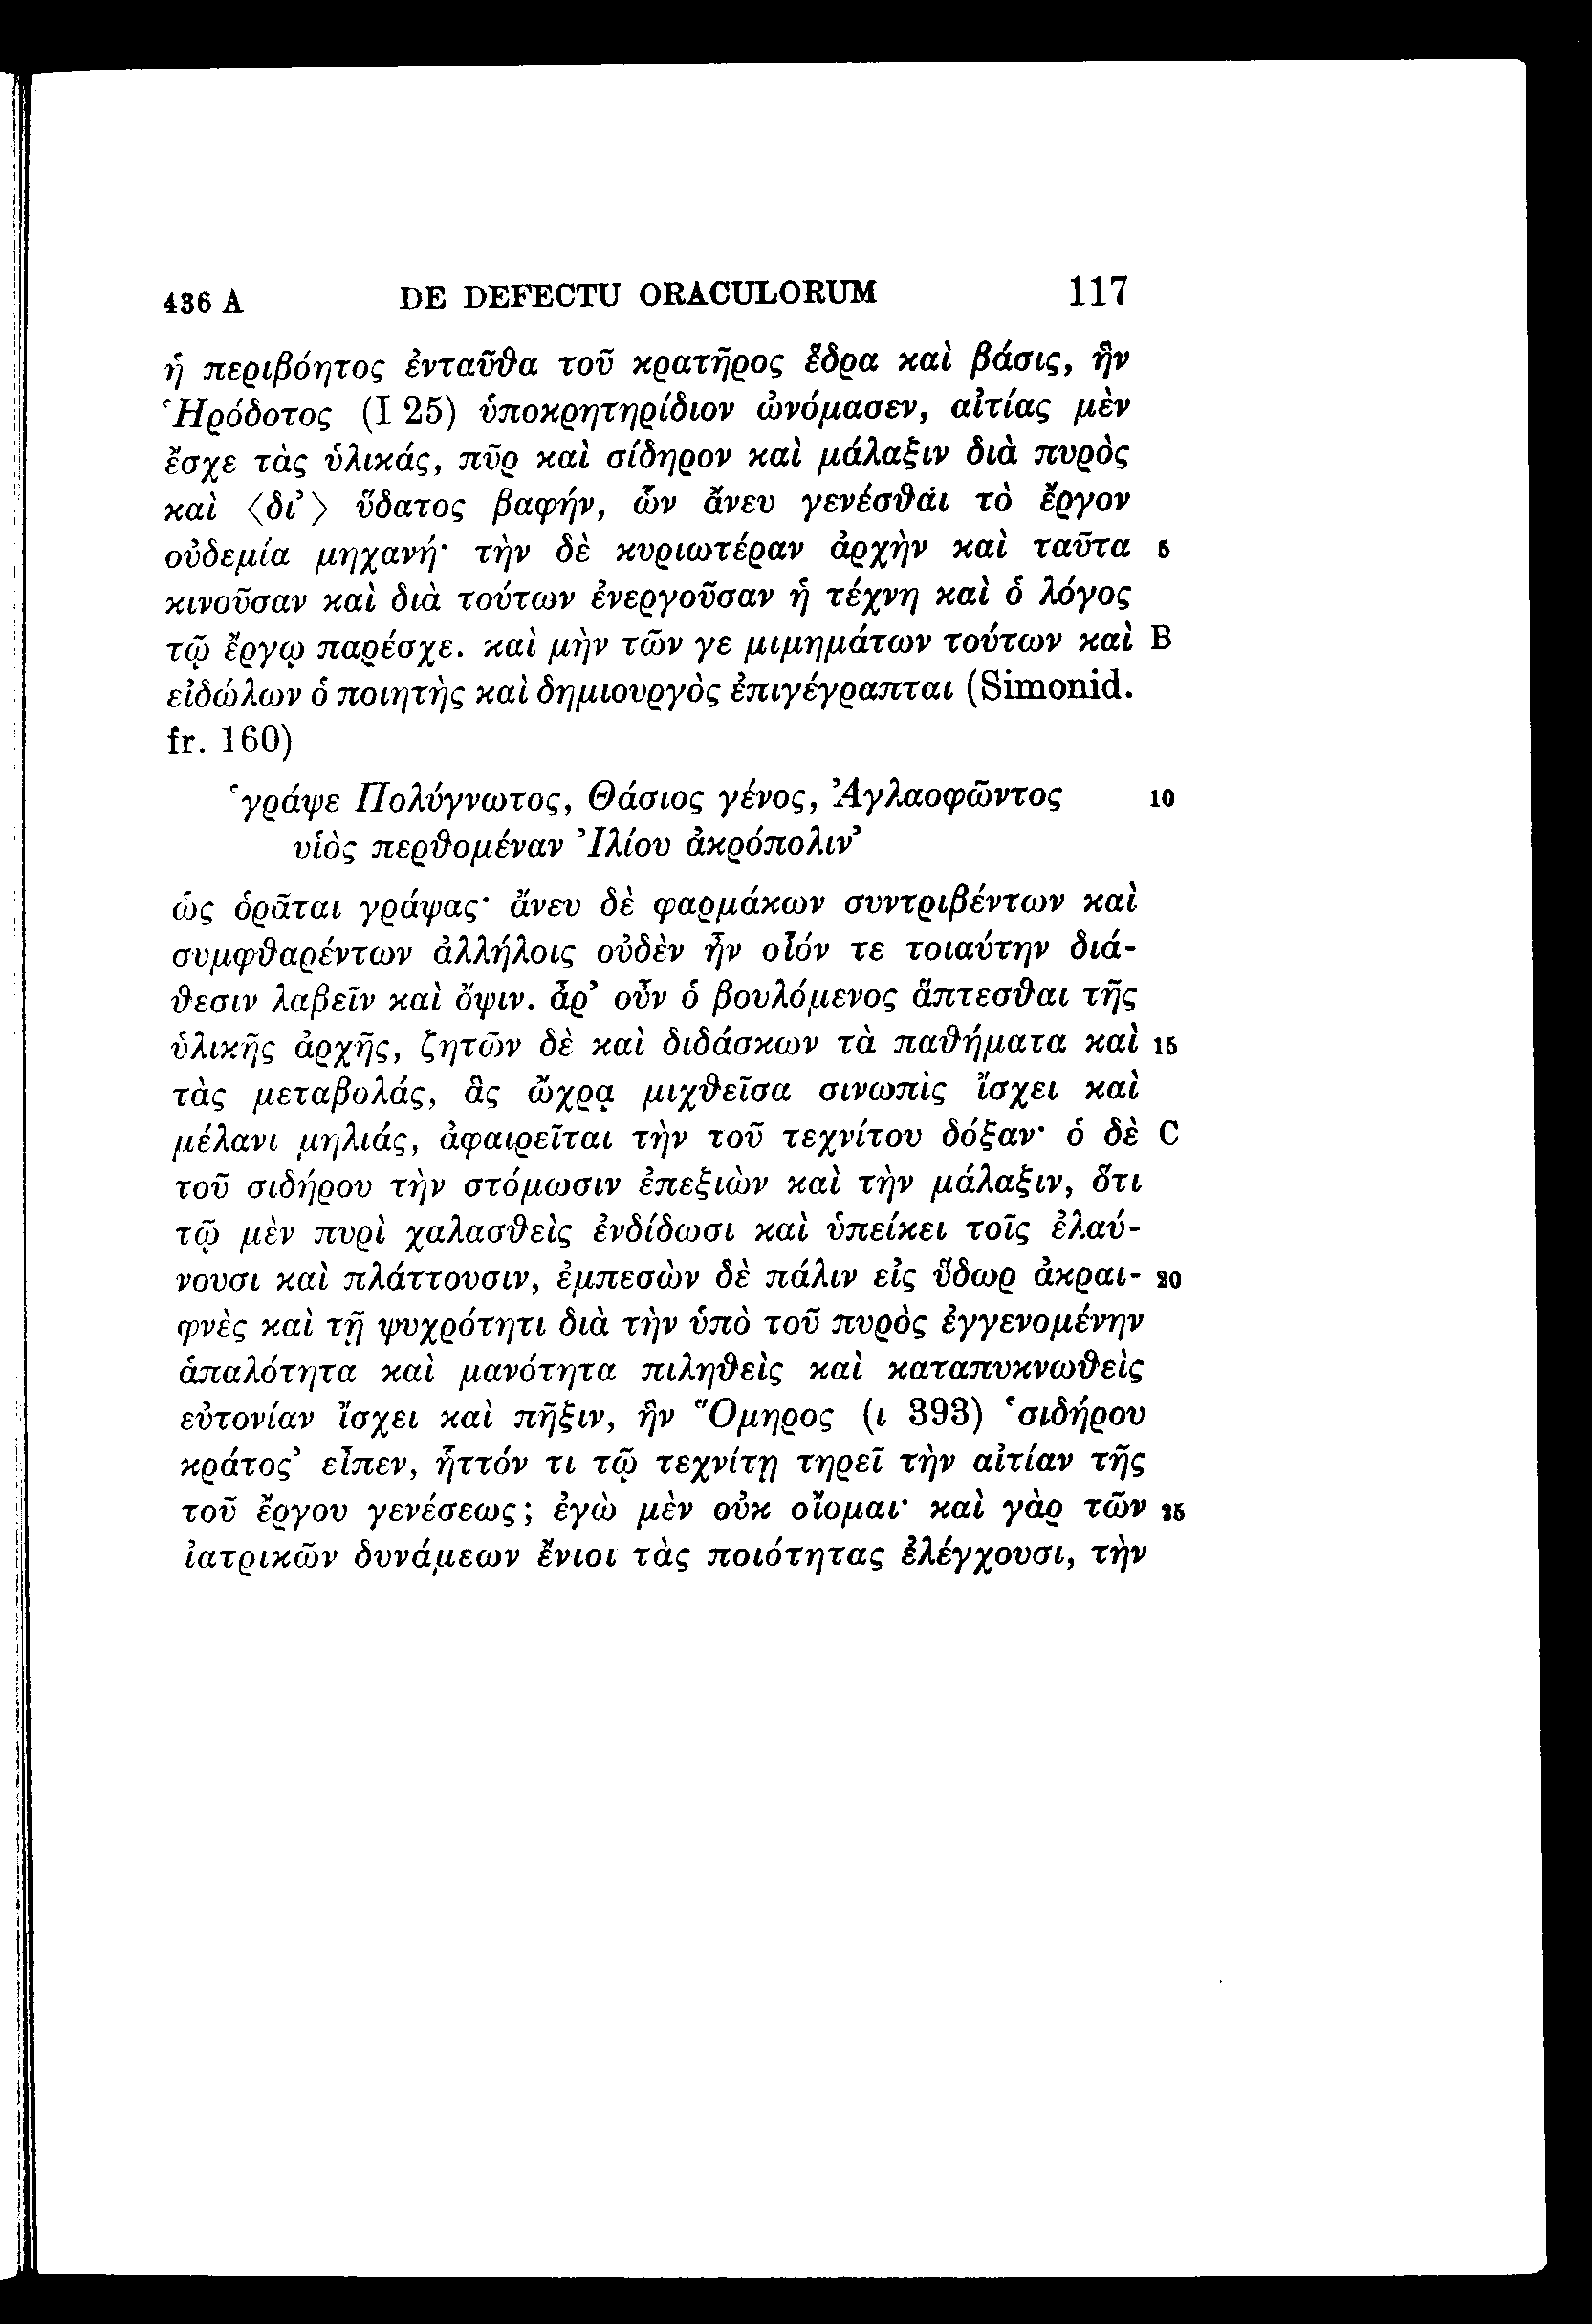 436 A DE DEFECTU ORACULORUM 117
ἡ περιβόητος ἐνταῦθα τοῦ κρατῆρος ἕδρα καὶ βάσις, ἣν
Ἡρόδοτος (I 25) ὑποκρητηρίδιον ὠνόμασεν, αἰτίας μὲν
ἔσχε τὰς ὑλικάς, πῦρ καὶ σίδηρον καὶ μάλαξιν διὰ πυρὸς
καὶ 〈δι’〉 ὕδατος βαφήν, ὧν ἄνευ γενέσθαι τὸ ἔργον
οὐδεμία μηχανή· τὴν δὲ κυριωτέραν ἀρχὴν καὶ ταῦτα 5
κινοῦσαν καὶ διὰ τούτων ἐνεργοῦσαν ἡ τέχνη καὶ ὁ λόγος
τῷ ἔργῳ παρέσχε. καὶ μὴν τῶν γε μιμημάτων τούτων καὶ B
εἰδώλων ὁ ποιητὴς καὶ δημιουργὸς ἐπιγέγραπται (Simonid.
fr. 160)
‘γράψε Πολύγνωτος, Θάσιος γένος, Ἀγλαοφῶντος 10
υἱὸς περθομέναν Ἰλίου ἀκρόπολιν’
ὡς ὁρᾶται γράψας· ἄνευ δὲ φαρμάκων συντριβέντων καὶ
συμφθαρέντων ἀλλήλοις οὐδὲν ἦν οἷόν τε τοιαύτην διά-
θεσιν λαβεῖν καὶ ὄψιν. ἆρ’ οὖν ὁ βουλόμενος ἅπτεσθαι τῆς
ὑλικῆς ἀρχῆς, ζητῶν δὲ καὶ διδάσκων τὰ παθήματα καὶ 15
τὰς μεταβολάς, ἃς ὤχρᾳ μιχθεῖσα σινωπὶς ἴσχει καὶ
μέλανι μηλιάς, ἀφαιρεῖται τὴν τοῦ τεχνίτου δόξαν· ὁ δὲ C
τοῦ σιδήρου τὴν στόμωσιν ἐπεξιὼν καὶ τὴν μάλαξιν, ὅτι
τῷ μὲν πυρὶ χαλασθεὶς ἐνδίδωσι καὶ ὑπείκει τοῖς ἐλαύ-
νουσι καὶ πλάττουσιν, ἐμπεσὼν δὲ πάλιν εἰς ὕδωρ ἀκραι- 20
φνὲς καὶ τῇ ψυχρότητι διὰ τὴν ὑπὸ τοῦ πυρὸς ἐγγενομένην
ἁπαλότητα καὶ μανότητα πιληθεὶς καὶ καταπυκνωθεὶς
εὐτονίαν ἴσχει καὶ πῆξιν, ἣν Ὅμηρος (ι 393) ‘σιδήρου
κράτος’ εἶπεν, ἧττόν τι τῷ τεχνίτῃ τηρεῖ τὴν αἰτίαν τῆς
τοῦ ἔργου γενέσεως; ἐγὼ μὲν οὐκ οἴομαι· καὶ γὰρ τῶν 25
ἰατρικῶν δυνάμεων ἔνιοι τὰς ποιότητας ἐλέγχουσι, τὴν